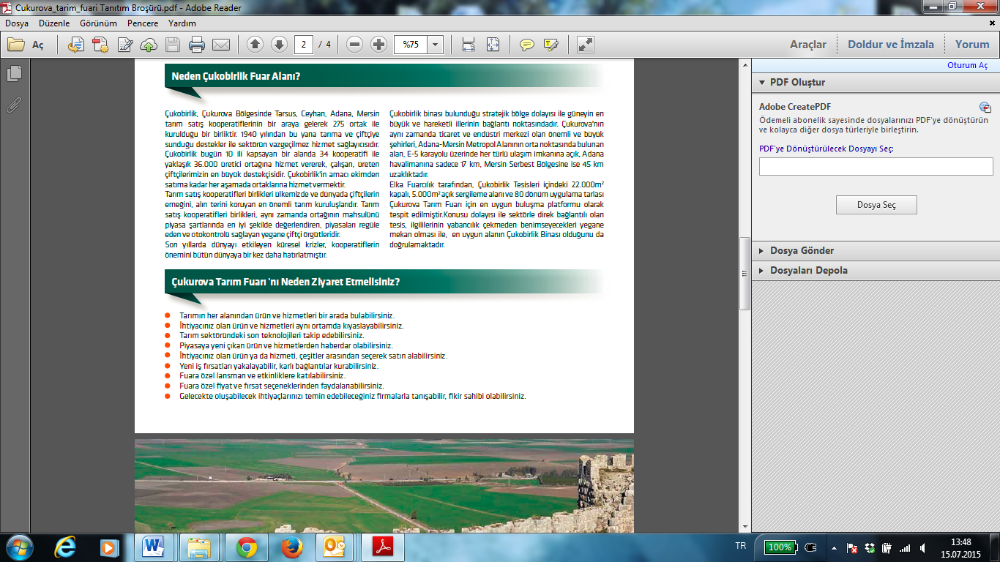 Cukurova_tarim_fuari Tanıtım Broşürü.pdf - Adobe Reader
Dosya Düzenle Görünüm Pencere Yardım
Aç
2 / 4
%75
Araçlar
Doldur ve İmzala
Yorum
Oturum Aç
Neden Çukobirlik Fuar Alanı?
Çukobirlik, Çukurova Bölgesinde Tarsus, Ceyhan, Adana, Mersin
tarım satış kooperatiflerinin bir araya gelerek 275 ortak ile
kurulduğu bir birliktir. 1940 yılından bu yana tarıma ve çiftçiye
sunduğu destekler ile sektörün vazgeçilmez hizmet sağlayıcısıdır.
Çukobirlik bugün 10 ili kapsayan bir alanda 34 kooperatifi ile
yaklaşık 36.000 üretici ortağına hizmet vererek, çalışan, üreten
çiftçilerimizin en büyük destekçisidir. Çukobirlik'in amacı ekimden
satıma kadar her aşamada ortaklarına hizmet vermektir.
Tarım satış kooperatifleri birlikleri ülkemizde ve dünyada çiftçilerin
emeğini, alın terini koruyan en önemli tarım kuruluşlarıdır. Tarım
satış kooperatifleri birlikleri, aynı zamanda ortağının mahsulünü
piyasa şartlarında en iyi şekilde değerlendiren, piyasaları regüle
eden ve otokontrolü sağlayan yegane çiftçi örgütleridir.
Son yıllarda dünyayı etkileyen küresel krizler, kooperatiflerin
önemini bütün dünyaya bir kez daha hatırlatmıştır.
Çukobirlik binası bulunduğu stratejik bölge dolayısı ile güneyin en
büyük ve hareketli illerinin bağlantı noktasındadır. Çukurova'nın
aynı zamanda ticaret ve endüstri merkezi olan önemli ve büyük
şehirleri, Adana-Mersin Metropol Alanının orta noktasında bulunan
alan, E-5 karayolu üzerinde her türlü ulaşım imkanına açık, Adana
havalimanına sadece 17 km, Mersin Serbest Bölgesine ise 45 km
uzaklıktadır.
Elka Fuarcılık tarafından, Çukobirlik Tesisleri içindeki 22.000m²
kapalı, 5.000m² açık sergileme alanı ve 80 dönüm uygulama tarlası
Çukurova Tarım Fuarı için en uygun buluşma platformu olarak
tespit edilmiştir.Konusu dolayısı ile sektörle direk bağlantılı olan
tesis, ilgililerinin yabancılık çekmeden benimseyecekleri yegane
mekan olması ile, en uygun alanın Çukobirlik Binası olduğunu da
doğrulamaktadır.
Çukurova Tarım Fuarı 'nı Neden Ziyaret Etmelisiniz?
Tarımın her alanından ürün ve hizmetleri bir arada bulabilirsiniz.
İhtiyacınız olan ürün ve hizmetleri aynı ortamda kıyaslayabilirsiniz.
Tarım sektöründeki son teknolojileri takip edebilirsiniz.
Piyasaya yeni çıkan ürün ve hizmetlerden haberdar olabilirsiniz.
İhtiyacınız olan ürün ya da hizmeti, çeşitler arasından seçerek satın alabilirsiniz.
Yeni iş fırsatları yakalayabilir, karlı bağlantılar kurabilirsiniz.
Fuara özel lansman ve etkinliklere katılabilirsiniz.
Fuara özel fiyat ve fırsat seçeneklerinden faydalanabilirsiniz.
Gelecekte oluşabilecek ihtiyaçlarınızı temin edebileceğiniz firmalarla tanışabilir, fikir sahibi olabilirsiniz.
PDF Oluştur
Adobe CreatePDF
Ödemeli abonelik sayesinde dosyalarınızı PDF'ye dönüştürün
ve kolayca diğer dosya türleriyle birleştirin.
PDF'ye Dönüştürülecek Dosyayı Seç:
Dosya Seç
Dosya Gönder
Dosyaları Depola
TR
100%
13:48
15.07.2015